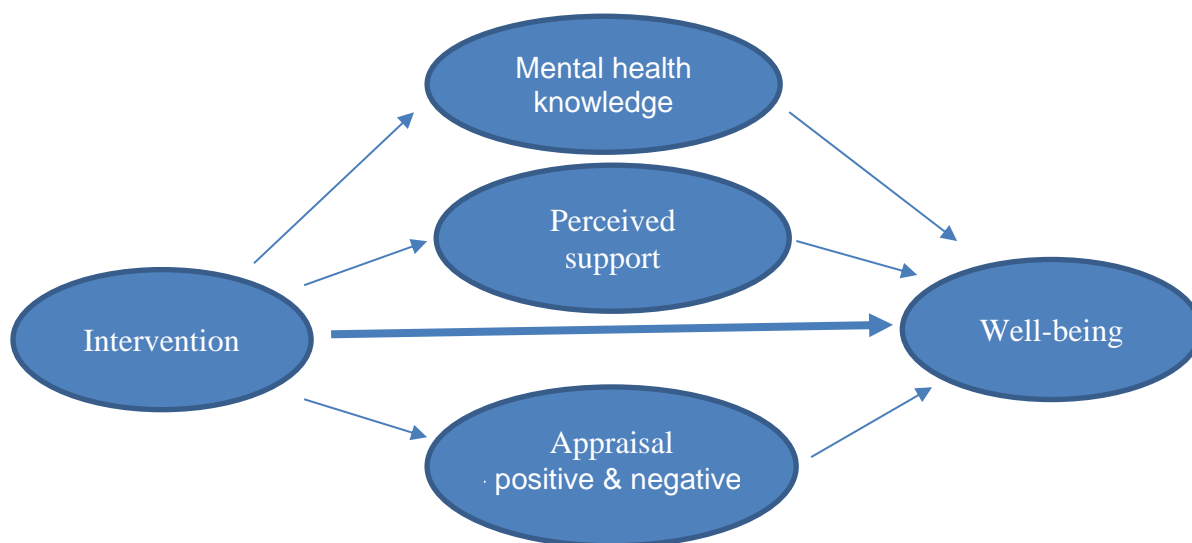 Mental health
knowledge
Perceived
support
Intervention
Well-being
Appraisal
- positive & negative